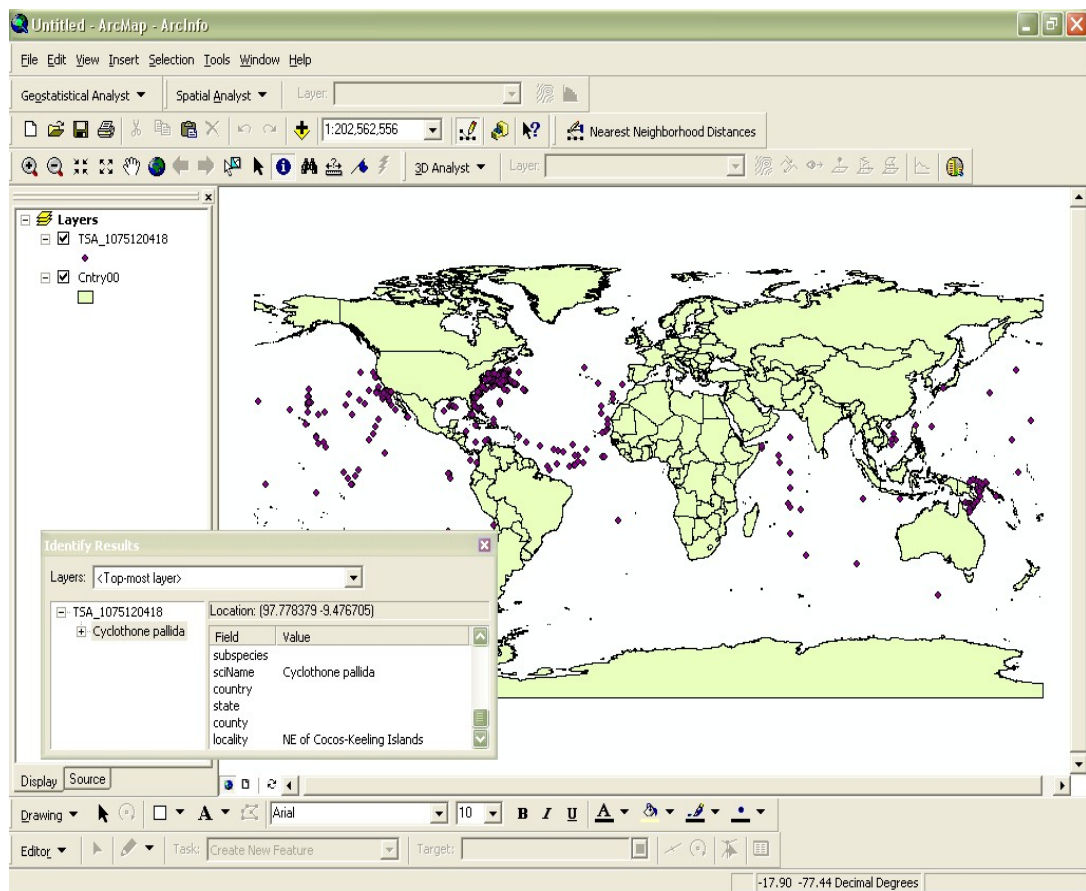 Untitled - ArcMap - ArcInfo
File Edit View Insert Selection Tools Window Help
Geostatistical Analyst Spatial Analyst Layer:
1:202,562,556 Nearest Neighborhood Distances
3D Analyst Layer:
Layers
TSA_1075120418
Cntry00
Identify Results
Layers: <Top-most layer>
TSA_1075120418
Cyclothone pallida
Location: (97.778379 -9.476705)
Field Value
subspecies
sciName Cyclothone pallida
country
state
county
locality NE of Cocos-Keeling Islands
Display Source
Drawing A Arial 10 B I U A
Editor Task: Create New Feature Target:
-17.90 -77.44 Decimal Degrees